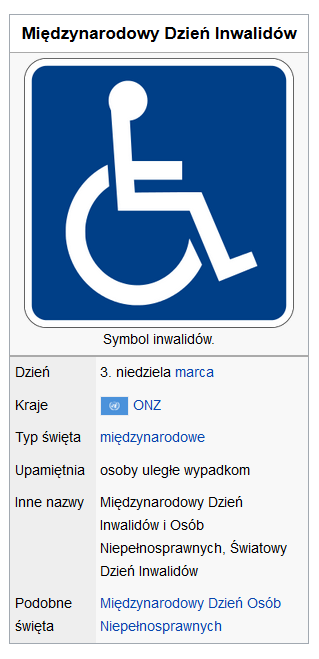 Międzynarodowy Dzień Inwalidów
Symbol inwalidów.
Dzień 3. niedziela marca
Kraje ONZ
Typ święta międzynarodowe
Upamiętnia osoby uległe wypadkom
Inne nazwy Międzynarodowy Dzień
Inwalidów i Osób
Niepełnosprawnych, Światowy
Dzień Inwalidów
Podobne Międzynarodowy Dzień Osób
święta Niepełnosprawnych